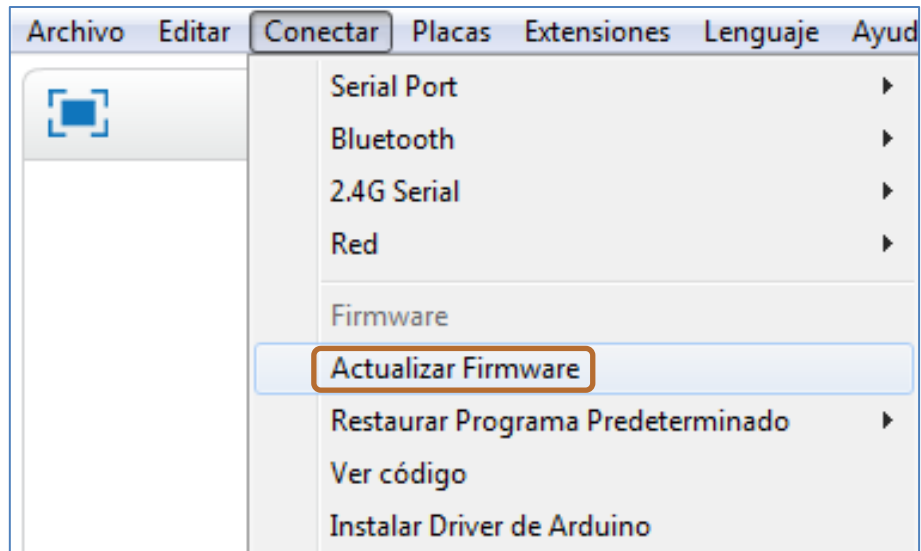 Archivo Editar Conectar Placas Extensiones Lenguaje Ayud
Serial Port
Bluetooth
2.4G Serial
Red
Firmware
Actualizar Firmware
Restaurar Programa Predeterminado
Ver código
Instalar Driver de Arduino